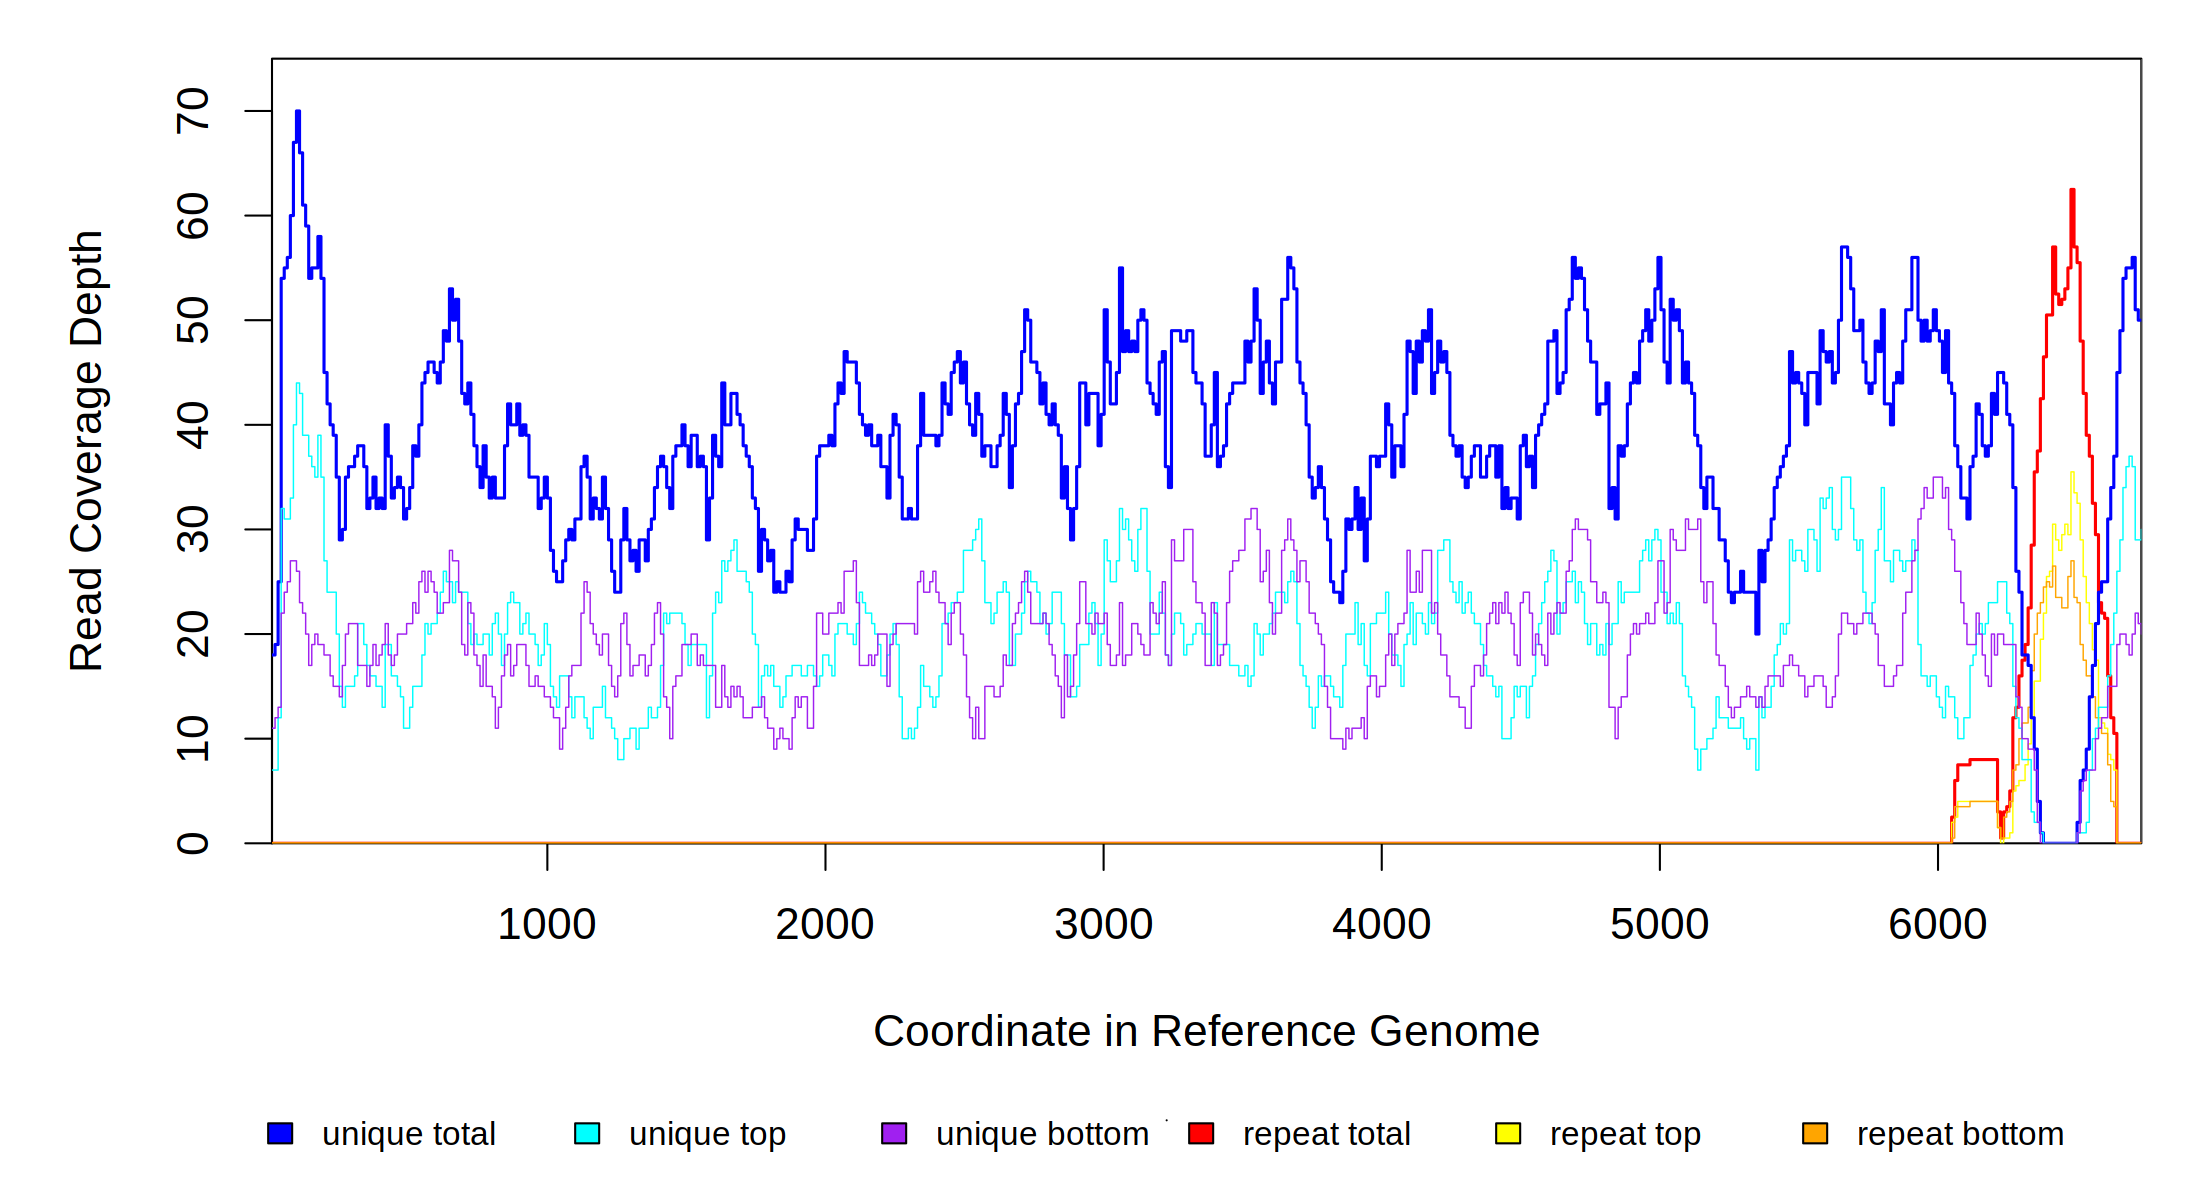 70
60
50
40
30
20
10
0
Read Coverage Depth
1000 2000 3000 4000 5000 6000
Coordinate in Reference Genome
unique total unique top unique bottom repeat total repeat top repeat bottom